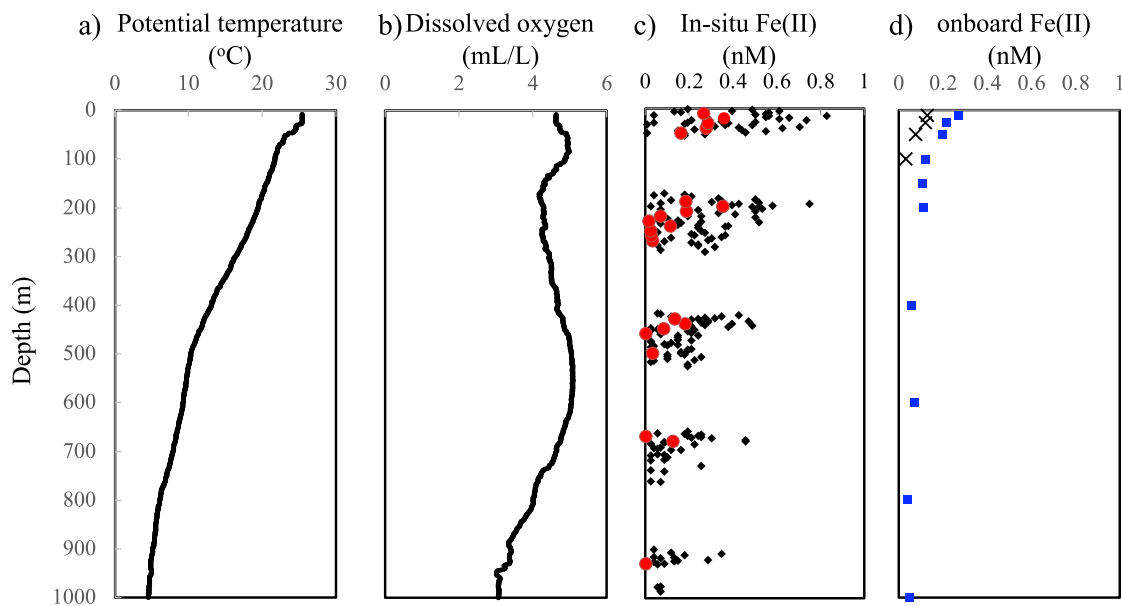 a) Potential temperature (oC)
0 10 20 30
b) Dissolved oxygen (mL/L)
0 2 4 6
c) In-situ Fe(II) (nM)
0 0.2 0.4 0.6 0.8 1
d) onboard Fe(II) (nM)
0 0.2 0.4 0.6 0.8 1
Depth (m)
0
100
200
300
400
500
600
700
800
900
1000